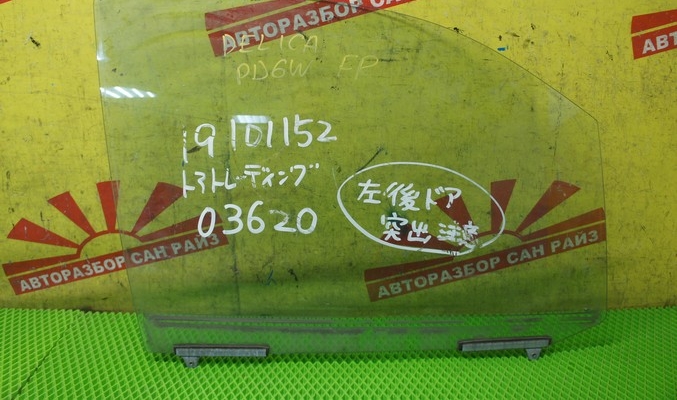 АВТОРАЗБОР САН РАЙЗ
DELICA
PD6W FP
19101152
トマトレーディング
03620
左後ドア
突出注意
АВТОРАЗБОР САН РАЙЗ
АВТОРАЗБОР САН РАЙЗ